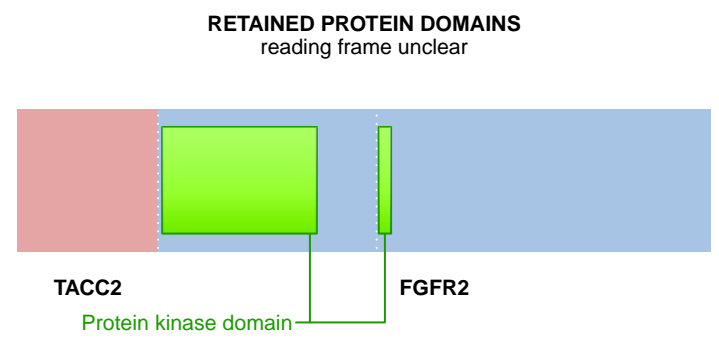 RETAINED PROTEIN DOMAINS
reading frame unclear
TACC2 FGFR2
Protein kinase domain